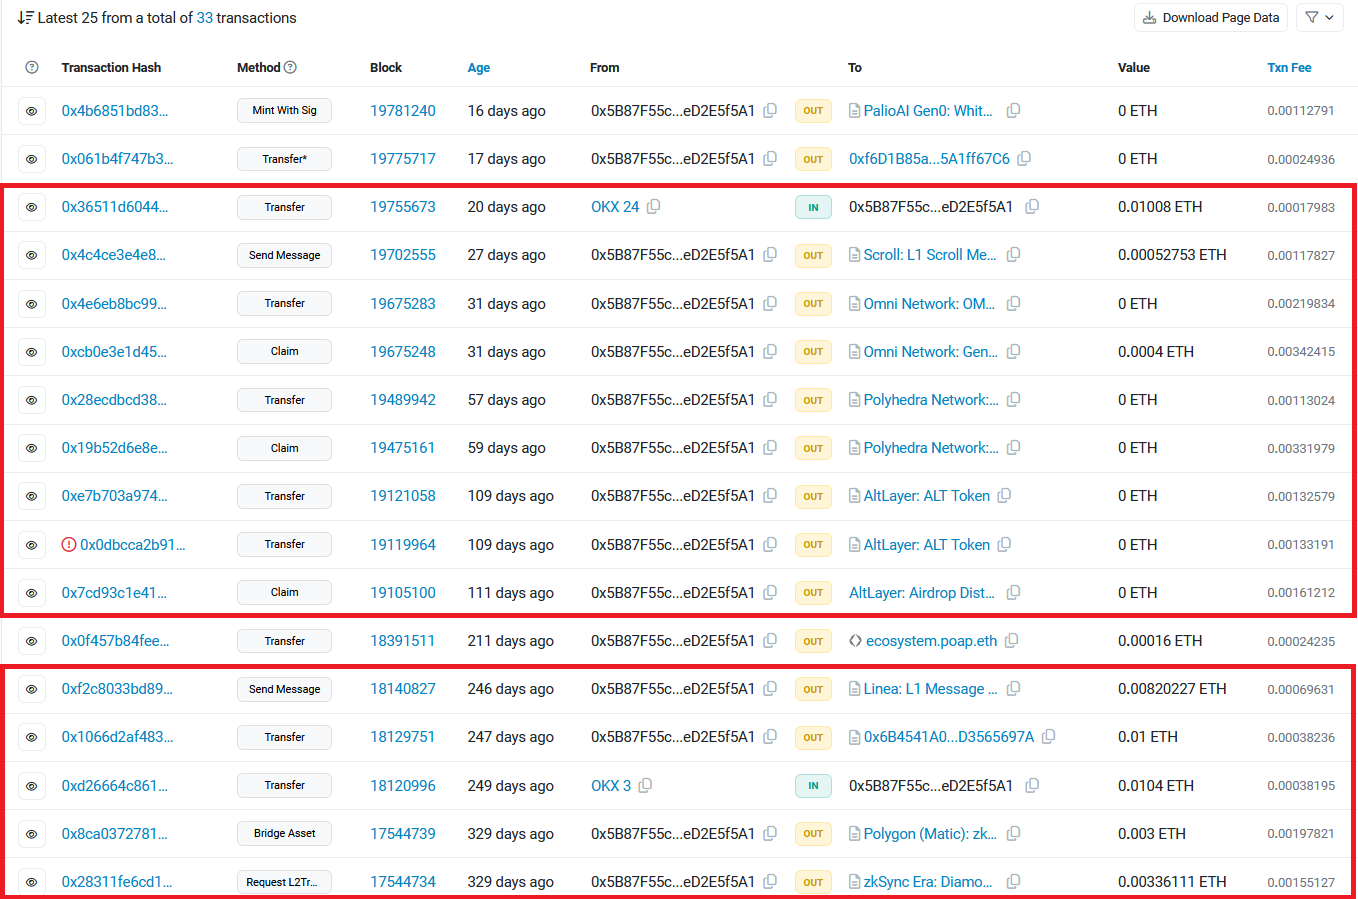 Latest 25 from a total of 33 transactions Download Page Data
Transaction Hash Method Block Age From To Value Txn Fee
0x4b6851bd83... Mint With Sig 19781240 16 days ago 0x5B87F55c...eD2E5f5A1 OUT PalioAI Gen0: Whit... 0 ETH 0.00112791
0x061b4f747b3... Transfer* 19775717 17 days ago 0x5B87F55c...eD2E5f5A1 OUT 0xf6D1B85a...5A1ff67C6 0 ETH 0.00024936
0x36511d6044... Transfer 19755673 20 days ago OKX 24 IN 0x5B87F55c...eD2E5f5A1 0.01008 ETH 0.00017983
0x4c4ce3e4e8... Send Message 19702555 27 days ago 0x5B87F55c...eD2E5f5A1 OUT Scroll: L1 Scroll Me... 0.00052753 ETH 0.00117827
0x4e6eb8bc99... Transfer 19675283 31 days ago 0x5B87F55c...eD2E5f5A1 OUT Omni Network: OM... 0 ETH 0.00219834
0xcb0e3e1d45... Claim 19675248 31 days ago 0x5B87F55c...eD2E5f5A1 OUT Omni Network: Gen... 0.0004 ETH 0.00342415
0x28ecdbcd38... Transfer 19489942 57 days ago 0x5B87F55c...eD2E5f5A1 OUT Polyhedra Network:... 0 ETH 0.00113024
0x19b52d6e8e... Claim 19475161 59 days ago 0x5B87F55c...eD2E5f5A1 OUT Polyhedra Network:... 0 ETH 0.00331979
0xe7b703a974... Transfer 19121058 109 days ago 0x5B87F55c...eD2E5f5A1 OUT AltLayer: ALT Token 0 ETH 0.00132579
0x0dbcca2b91... Transfer 19119964 109 days ago 0x5B87F55c...eD2E5f5A1 OUT AltLayer: ALT Token 0 ETH 0.00133191
0x7cd93c1e41... Claim 19105100 111 days ago 0x5B87F55c...eD2E5f5A1 OUT AltLayer: Airdrop Dist... 0 ETH 0.00161212
0x0f457b84fee... Transfer 18391511 211 days ago 0x5B87F55c...eD2E5f5A1 OUT ecosystem.poap.eth 0.00016 ETH 0.00024235
0xf2c8033bd89... Send Message 18140827 246 days ago 0x5B87F55c...eD2E5f5A1 OUT Linea: L1 Message ... 0.00820227 ETH 0.00069631
0x1066d2af483... Transfer 18129751 247 days ago 0x5B87F55c...eD2E5f5A1 OUT 0x6B4541A0...D3565697A 0.01 ETH 0.00038236
0xd26664c861... Transfer 18120996 249 days ago OKX 3 IN 0x5B87F55c...eD2E5f5A1 0.0104 ETH 0.00038195
0x8ca0372781... Bridge Asset 17544739 329 days ago 0x5B87F55c...eD2E5f5A1 OUT Polygon (Matic): zk... 0.003 ETH 0.00197821
0x28311fe6cd1... Request L2Tr... 17544734 329 days ago 0x5B87F55c...eD2E5f5A1 OUT zkSync Era: Diamo... 0.00336111 ETH 0.00155127